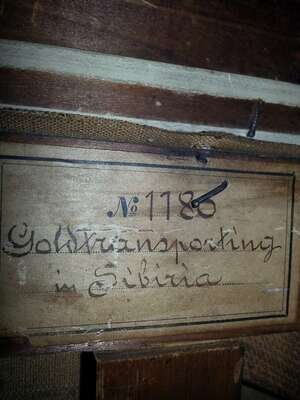 № 1186
Goldtransporting
in Sibiria